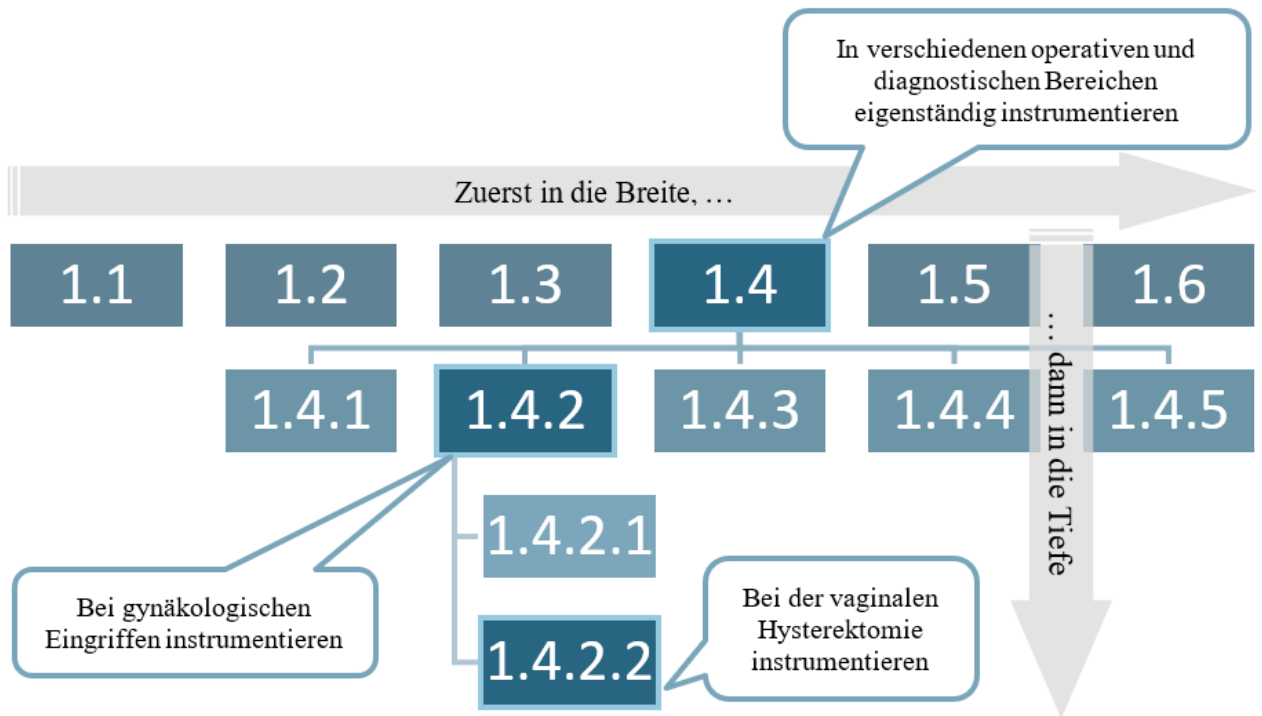 In verschiedenen operativen und
diagnostischen Bereichen
eigenständig instrumentieren
Zuerst in die Breite, …
1.1
1.2
1.3
1.4
1.5
1.6
… dann in die Tiefe
1.4.1
1.4.2
1.4.3
1.4.4
1.4.5
1.4.2.1
1.4.2.2
Bei gynäkologischen
Eingriffen instrumentieren
Bei der vaginalen
Hysterektomie
instrumentieren